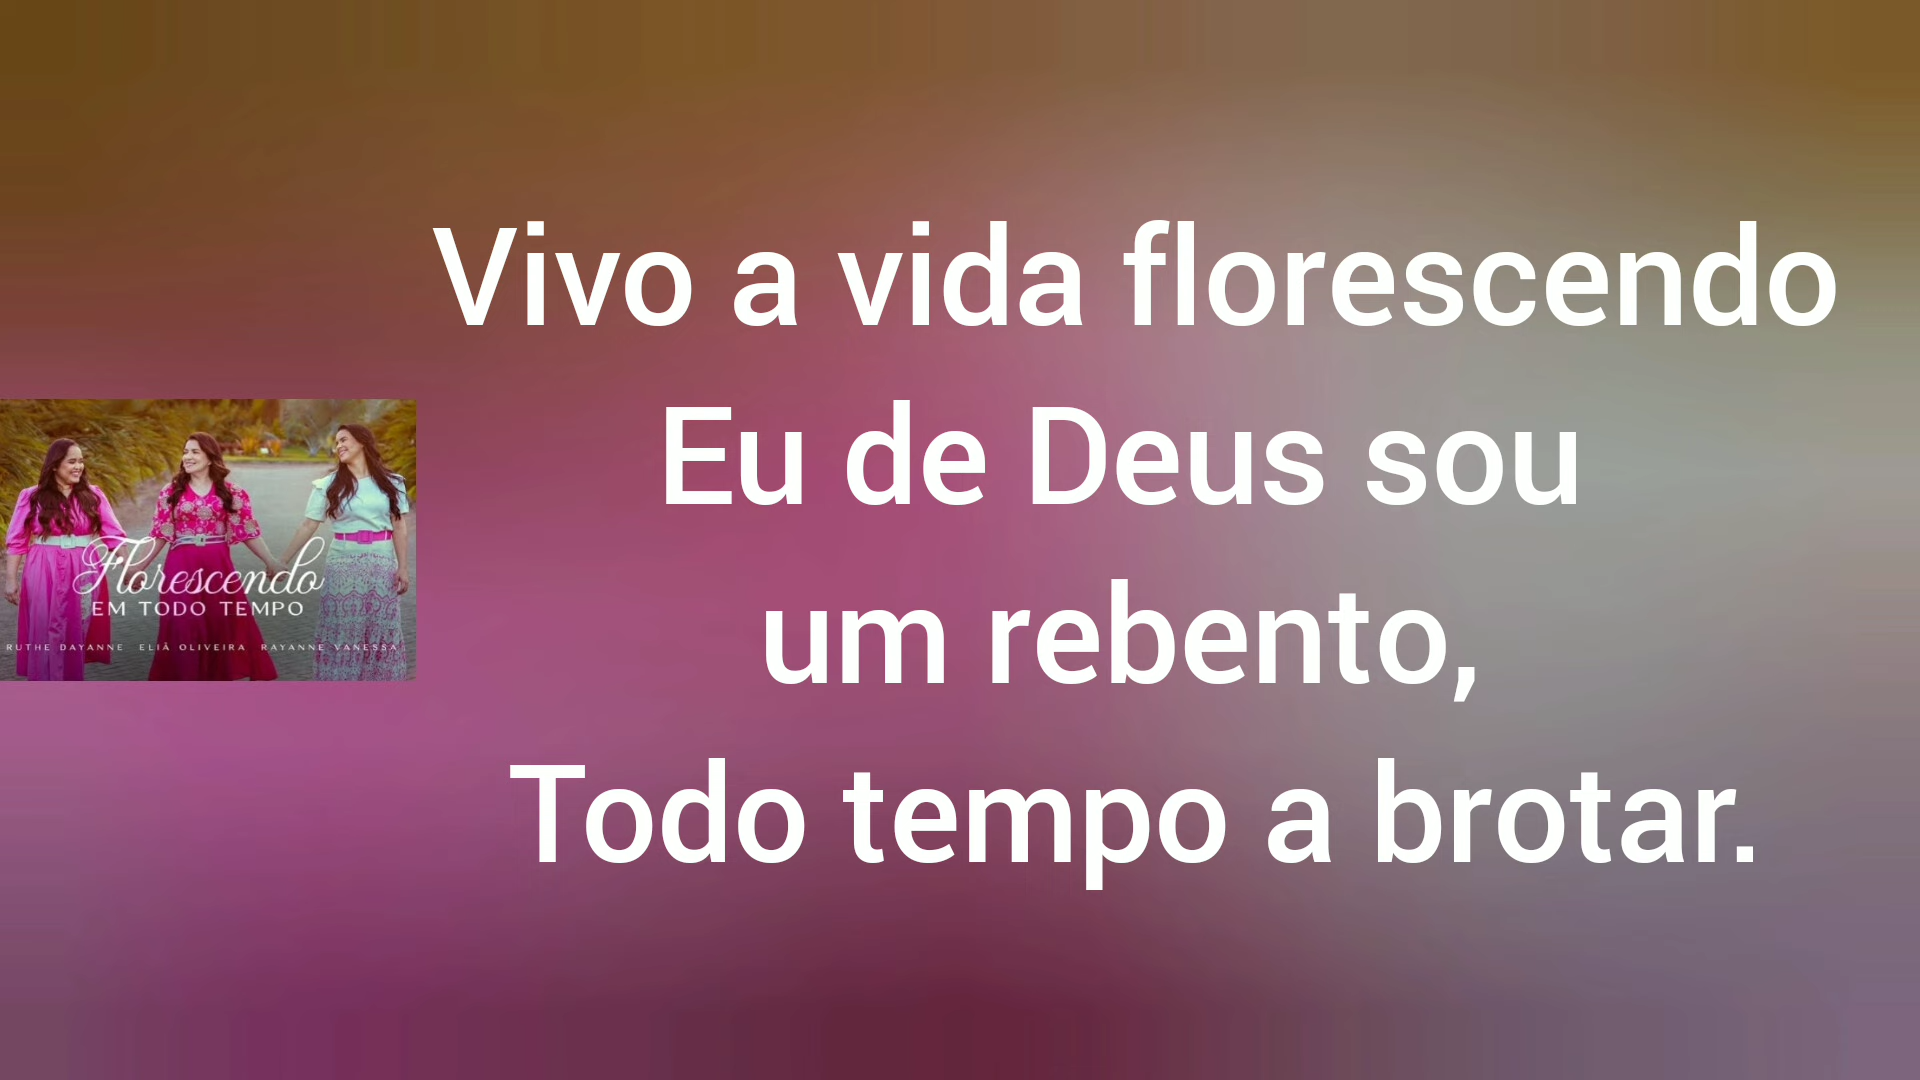 Vivo a vida florescendo
Eu de Deus sou
um rebento,
Todo tempo a brotar.
Florescendo
EM TODO TEMPO
RUTHE DAYANNE ELIÃ OLIVEIRA RAYANNE VANESSA